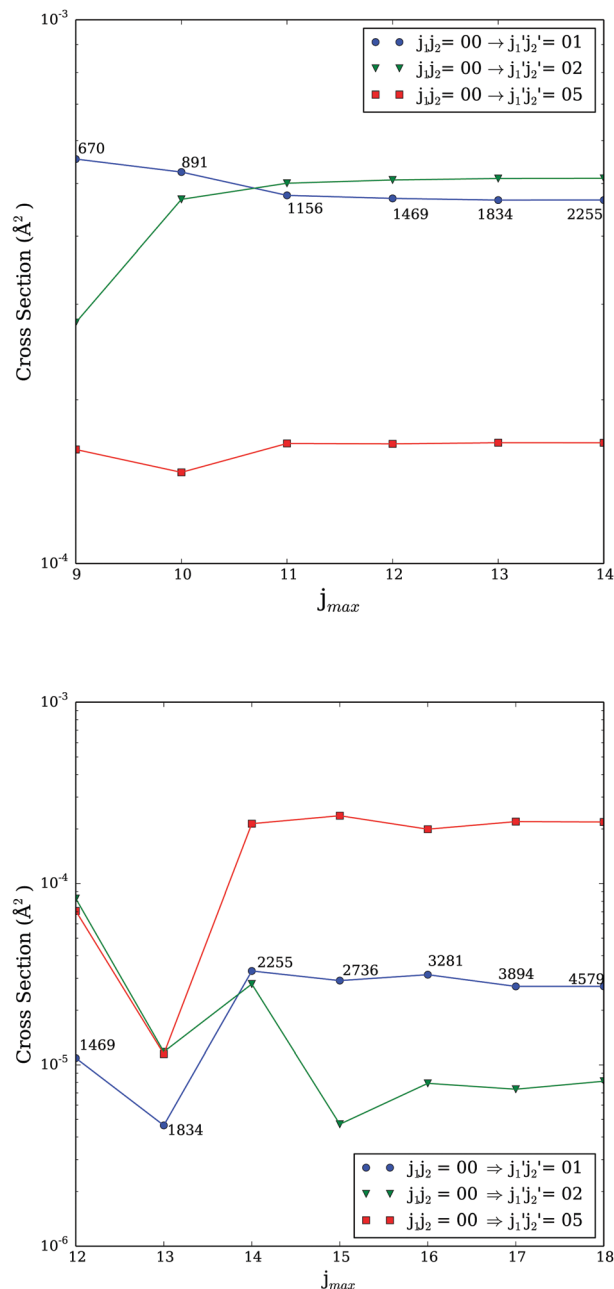 10⁻³
j₁j₂= 00 → j₁'j₂'= 01
j₁j₂= 00 → j₁'j₂'= 02
j₁j₂= 00 → j₁'j₂'= 05
670
891
1156
1469
1834
2255
Cross Section (Å²)
10⁻⁴
9 10 11 12 13 14
jₘₐₓ
10⁻³
10⁻⁴
2255
2736
3281
3894
4579
Cross Section (Å²)
1469
10⁻⁵
1834
j₁j₂ = 00 ⇒ j₁'j₂'= 01
j₁j₂ = 00 ⇒ j₁'j₂'= 02
j₁j₂ = 00 ⇒ j₁'j₂'= 05
10⁻⁶
12 13 14 15 16 17 18
jₘₐₓ